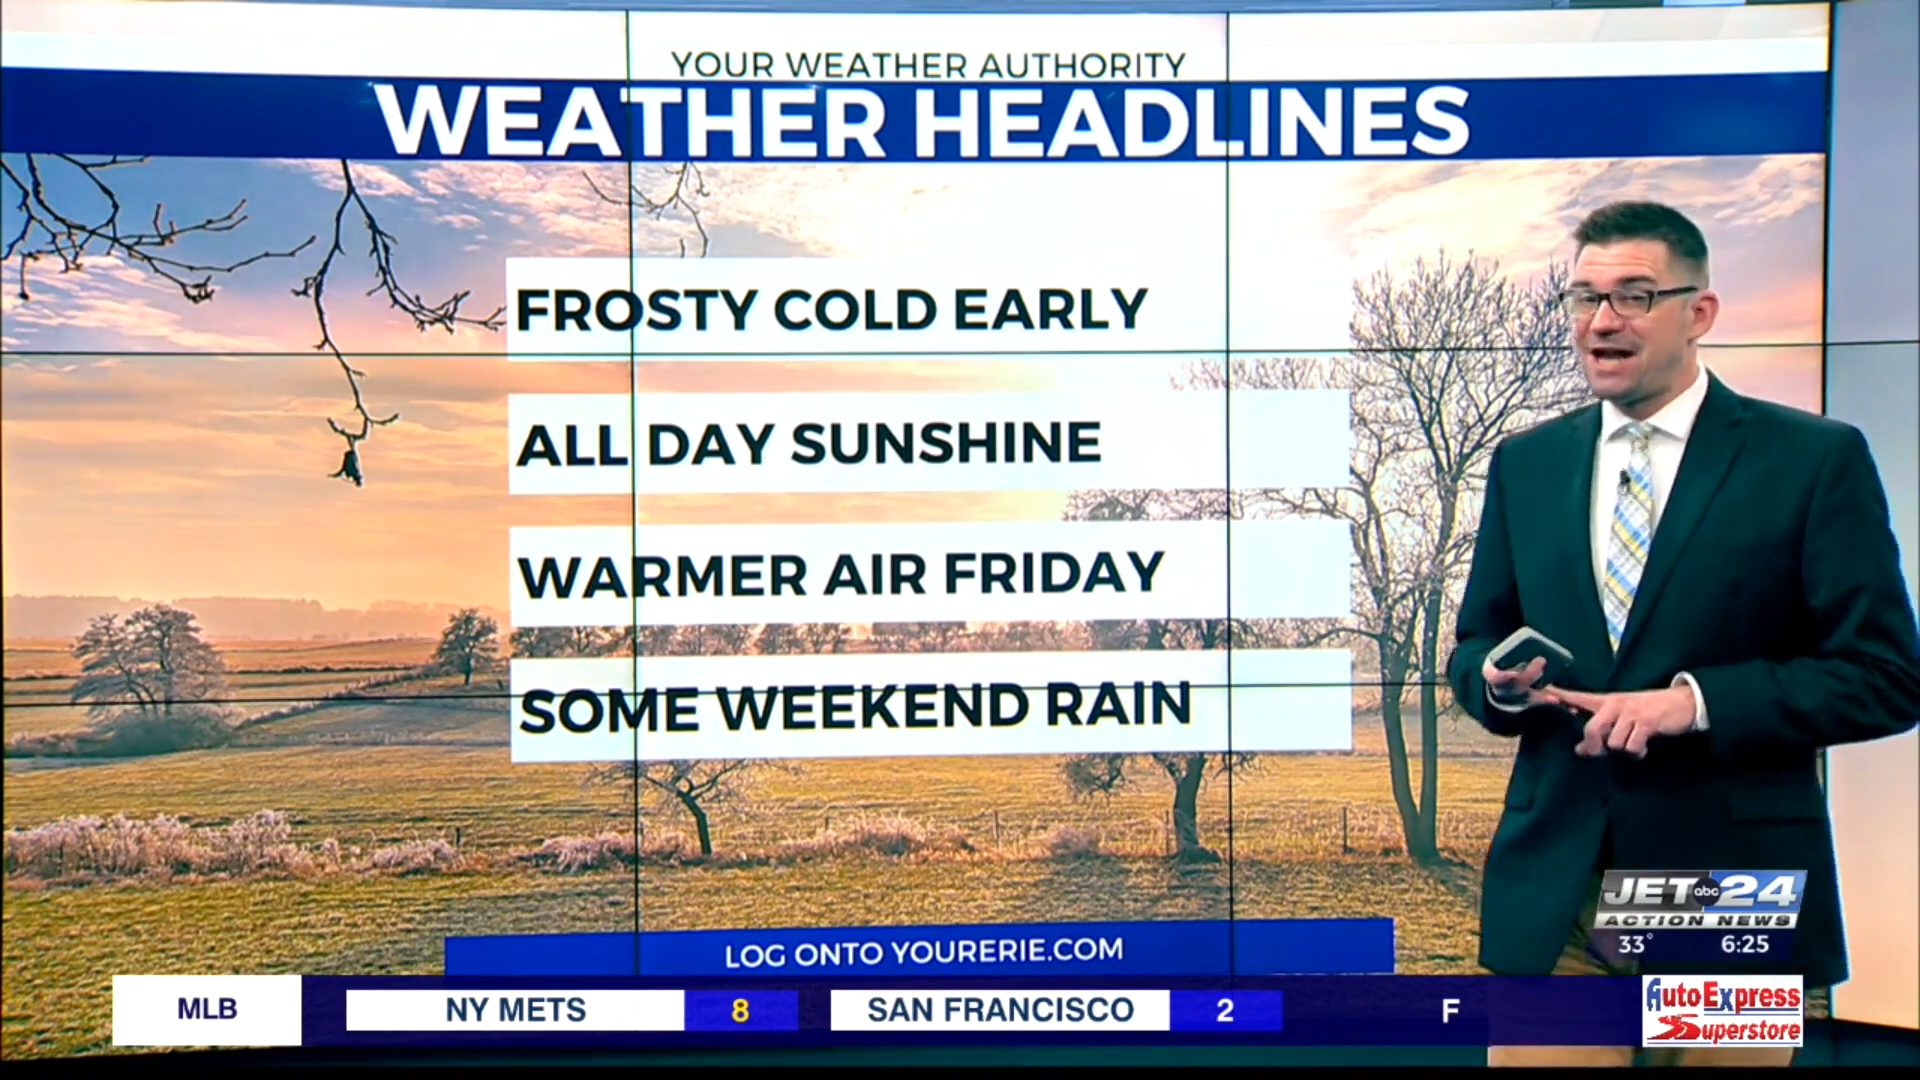 YOUR WEATHER AUTHORITY
WEATHER HEADLINES
FROSTY COLD EARLY
ALL DAY SUNSHINE
WARMER AIR FRIDAY
SOME WEEKEND RAIN
LOG ONTO YOURERIE.COM
JET abc 24
ACTION NEWS
33° 6:25
MLB NY METS 8 SAN FRANCISCO 2 F
AutoExpress
Superstore